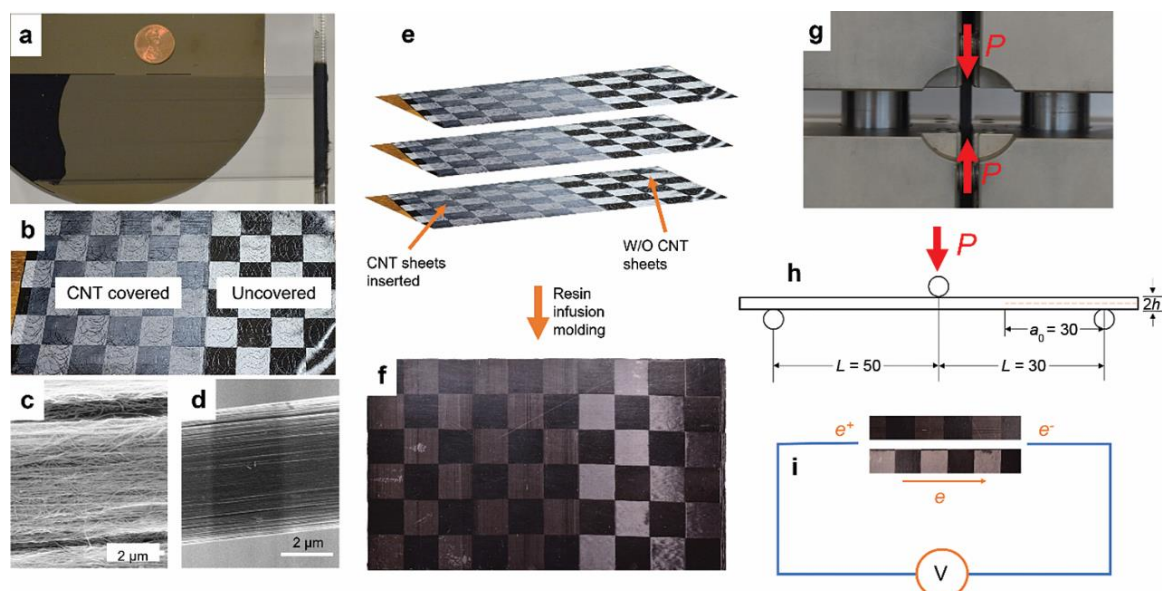 a
b
CNT covered
Uncovered
c
2 µm
d
2 µm
e
CNT sheets
inserted
W/O CNT
sheets
Resin
infusion
molding
f
g
P
P
P
h
2h
a₀ = 30
L = 50
L = 30
i
e⁺
e⁻
e
V